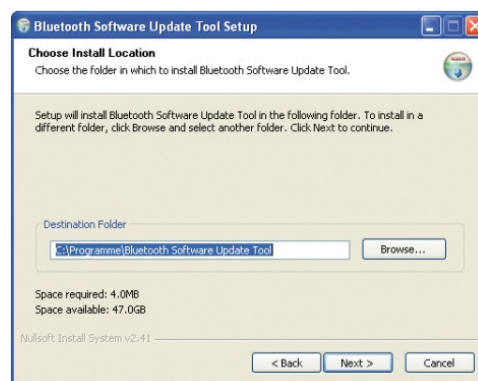 Bluetooth Software Update Tool Setup
Choose Install Location
Choose the folder in which to install Bluetooth Software Update Tool.
Setup will install Bluetooth Software Update Tool in the following folder. To install in a
different folder, click Browse and select another folder. Click Next to continue.
Destination Folder
C:\Programme\Bluetooth Software Update Tool
Browse...
Space required: 4.0MB
Space available: 47.0GB
Nullsoft Install System v2.41
< Back
Next >
Cancel